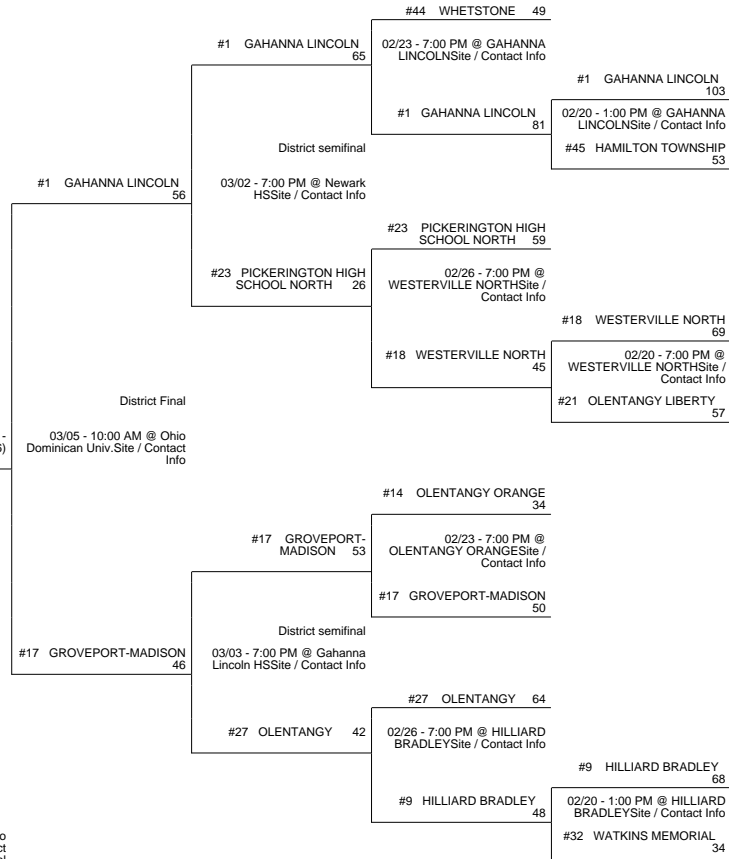 #44 WHETSTONE 49
#1 GAHANNA LINCOLN
65
02/23 - 7:00 PM @ GAHANNA
LINCOLNSite / Contact Info
#1 GAHANNA LINCOLN
103
#1 GAHANNA LINCOLN
81
02/20 - 1:00 PM @ GAHANNA
LINCOLNSite / Contact Info
District semifinal
#45 HAMILTON TOWNSHIP
53
#1 GAHANNA LINCOLN
56
03/02 - 7:00 PM @ Newark
HSSite / Contact Info
#23 PICKERINGTON HIGH
SCHOOL NORTH 59
#23 PICKERINGTON HIGH
SCHOOL NORTH 26
02/26 - 7:00 PM @
WESTERVILLE NORTHSite /
Contact Info
#18 WESTERVILLE NORTH
69
#18 WESTERVILLE NORTH
45
02/20 - 7:00 PM @
WESTERVILLE NORTHSite /
Contact Info
District Final
#21 OLENTANGY LIBERTY
57
03/05 - 10:00 AM @ Ohio
Dominican Univ.Site / Contact
Info
#14 OLENTANGY ORANGE
34
#17 GROVEPORT-
MADISON 53
02/23 - 7:00 PM @
OLENTANGY ORANGESite /
Contact Info
#17 GROVEPORT-MADISON
50
District semifinal
#17 GROVEPORT-MADISON
46
03/03 - 7:00 PM @ Gahanna
Lincoln HSSite / Contact Info
#27 OLENTANGY 64
#27 OLENTANGY 42
02/26 - 7:00 PM @ HILLIARD
BRADLEYSite / Contact Info
#9 HILLIARD BRADLEY
68
#9 HILLIARD BRADLEY
48
02/20 - 1:00 PM @ HILLIARD
BRADLEYSite / Contact Info
#32 WATKINS MEMORIAL
34